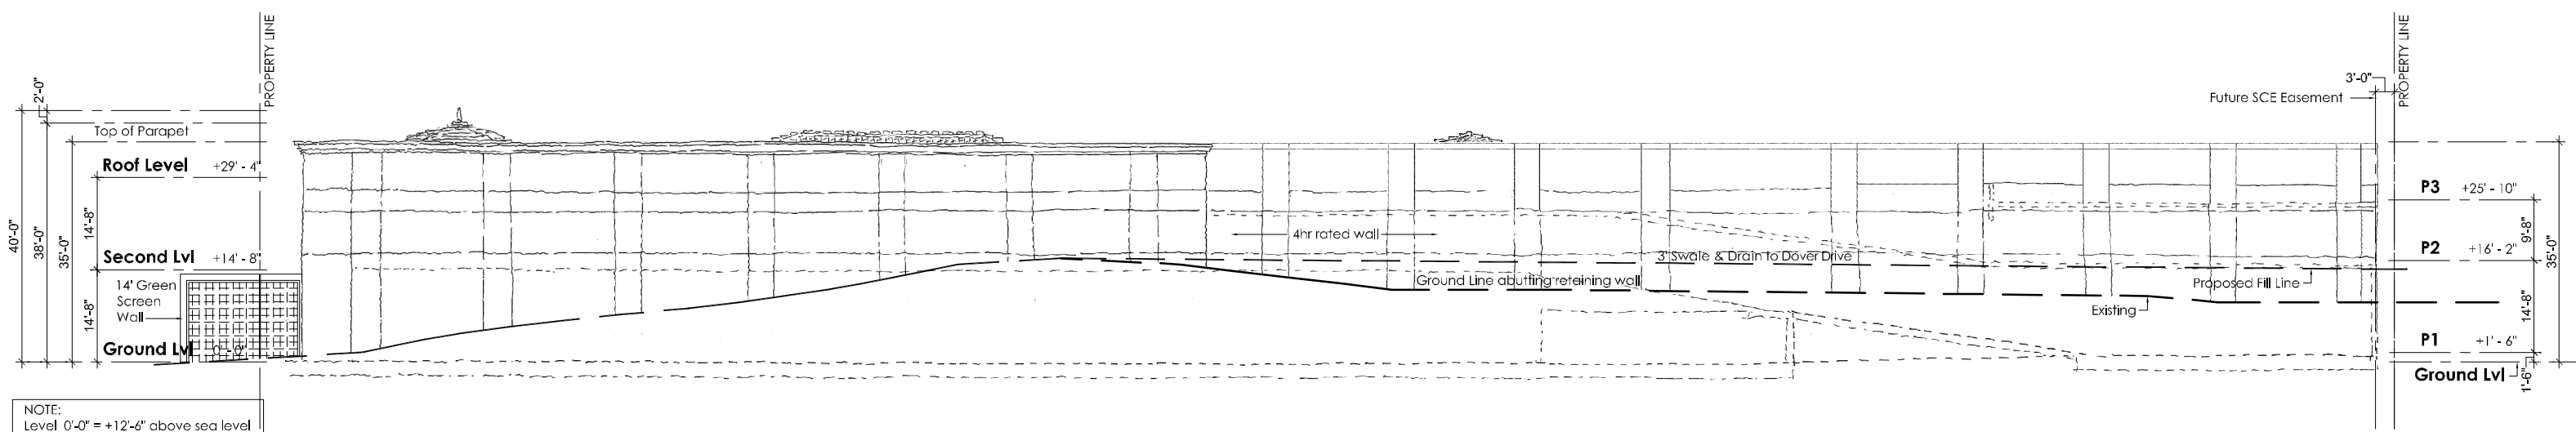 PROPERTY LINE
2'-0"
40'-0"
38'-0"
35'-0"
Top of Parapet
Roof Level +29' - 4"
14'-8"
Second Lvl +14' - 8"
14' Green
Screen
Wall
14'-8"
Ground Lvl 0' - 0"
NOTE:
Level 0'-0" = +12'-6" above sea level
4hr rated wall
3' Swale & Drain to Dover Drive
Ground Line abutting retaining wall
Proposed Fill Line
Existing
3'-0"
Future SCE Easement
PROPERTY LINE
P3 +25' - 10"
9'-8"
P2 +16' - 2"
35'-0"
14'-8"
P1 +1' - 6"
Ground Lvl
1'-6"